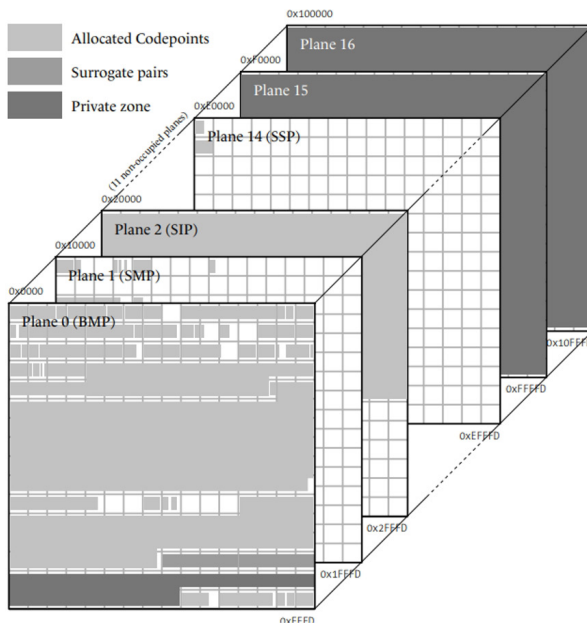 Allocated Codepoints
Surrogate pairs
Private zone
0x100000
Plane 16
0xF0000
Plane 15
0xE0000
Plane 14 (SSP)
(11 non-occupied planes)
0x20000
Plane 2 (SIP)
0x10000
Plane 1 (SMP)
0x0000
Plane 0 (BMP)
0x10FFFD
0xFFFFD
0xEFFFD
0x2FFFD
0x1FFFD
0xFFFD